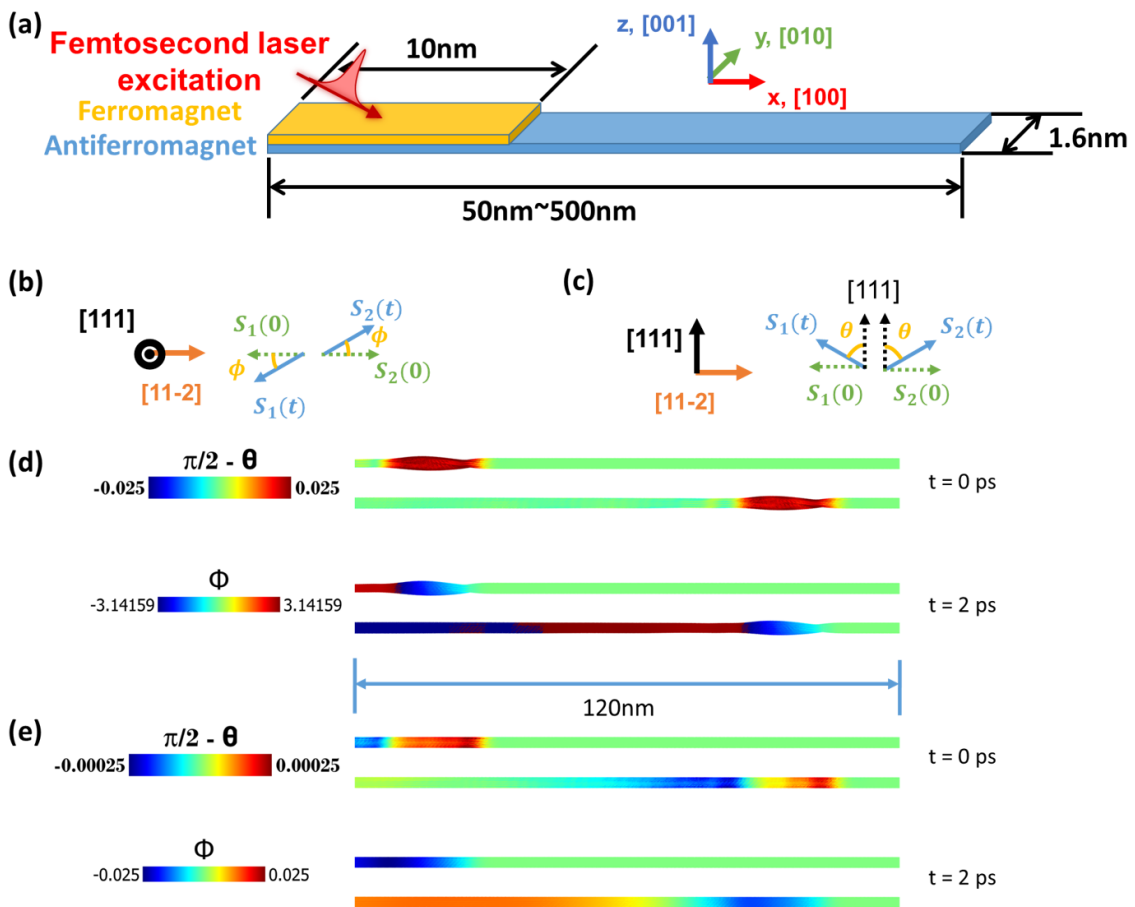 (a)
Femtosecond laser
excitation
10nm
z, [001]
y, [010]
x, [100]
Ferromagnet
Antiferromagnet
1.6nm
50nm~500nm
(b)
[111]
[11-2]
S₁(0)
S₂(t)
ϕ
ϕ
S₂(0)
S₁(t)
(c)
[111]
[11-2]
[111]
S₁(t)
θ
θ
S₂(t)
S₁(0)
S₂(0)
(d)
π/2 - θ
-0.025
0.025
t = 0 ps
Φ
-3.14159
3.14159
t = 2 ps
120nm
(e)
π/2 - θ
-0.00025
0.00025
t = 0 ps
Φ
-0.025
0.025
t = 2 ps